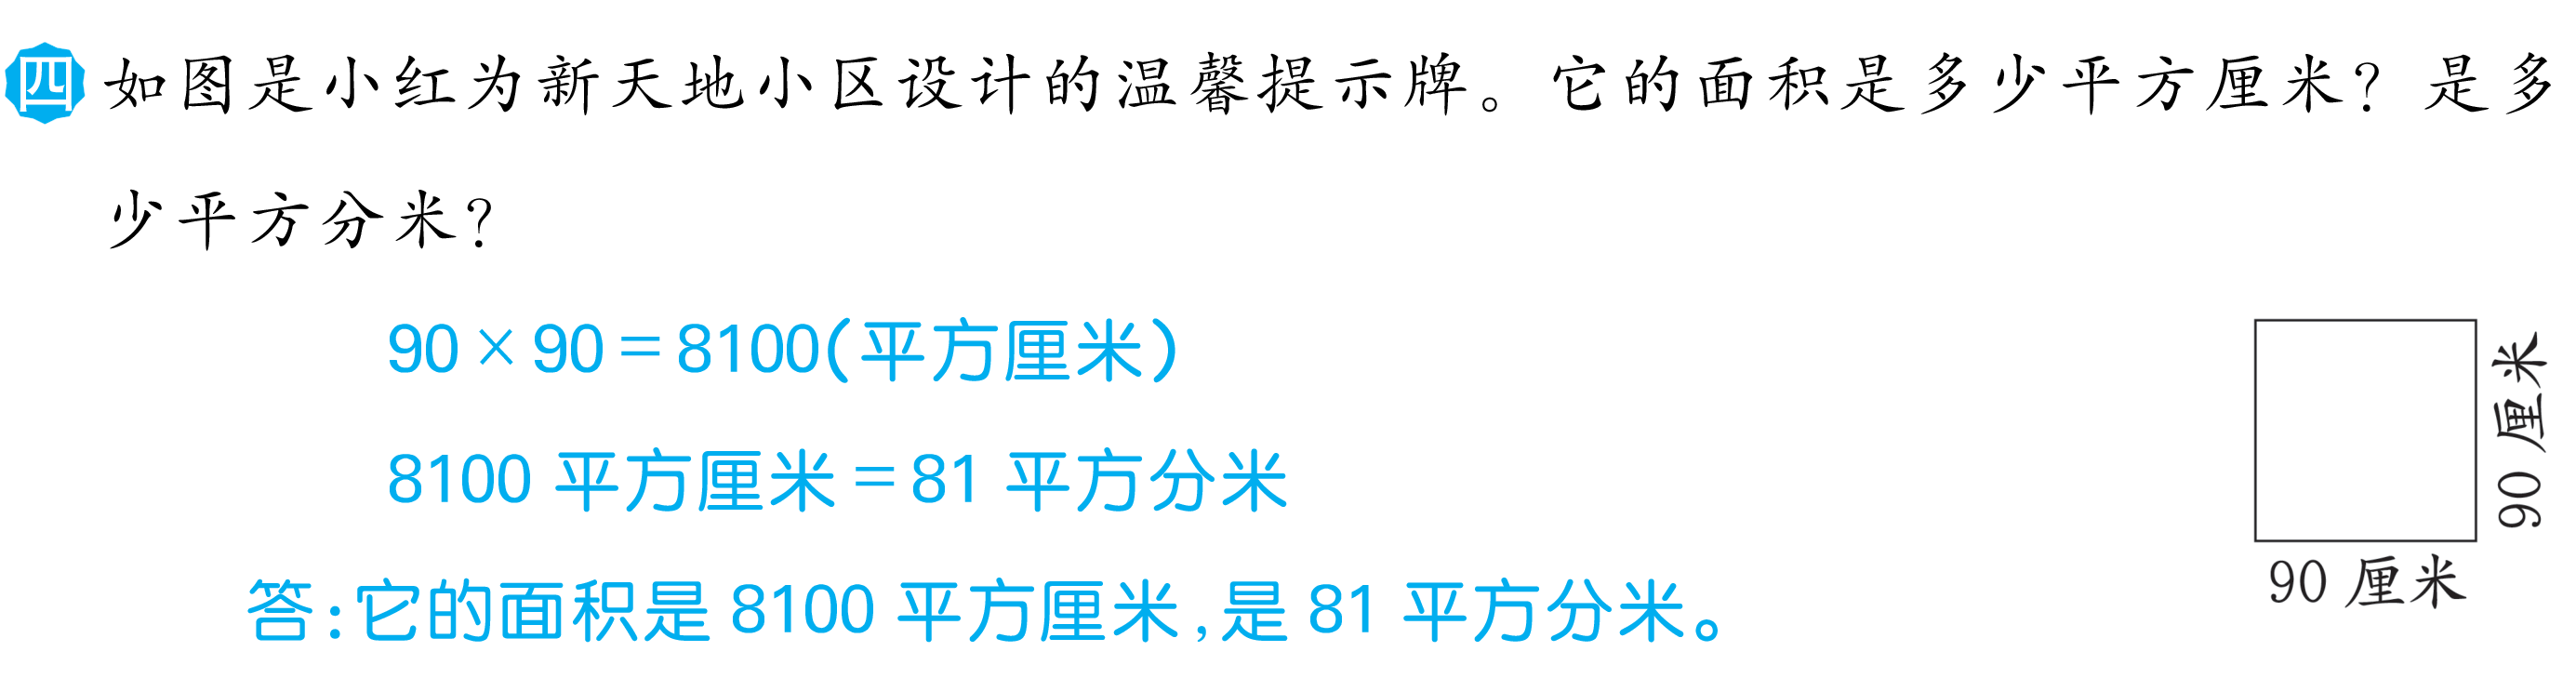 四 如图是小红为新天地小区设计的温馨提示牌。它的面积是多少平方厘米？是多
少平方分米？
90×90=8100(平方厘米)
8100 平方厘米=81 平方分米
答:它的面积是 8100 平方厘米,是 81 平方分米。
90 厘米
90 厘米